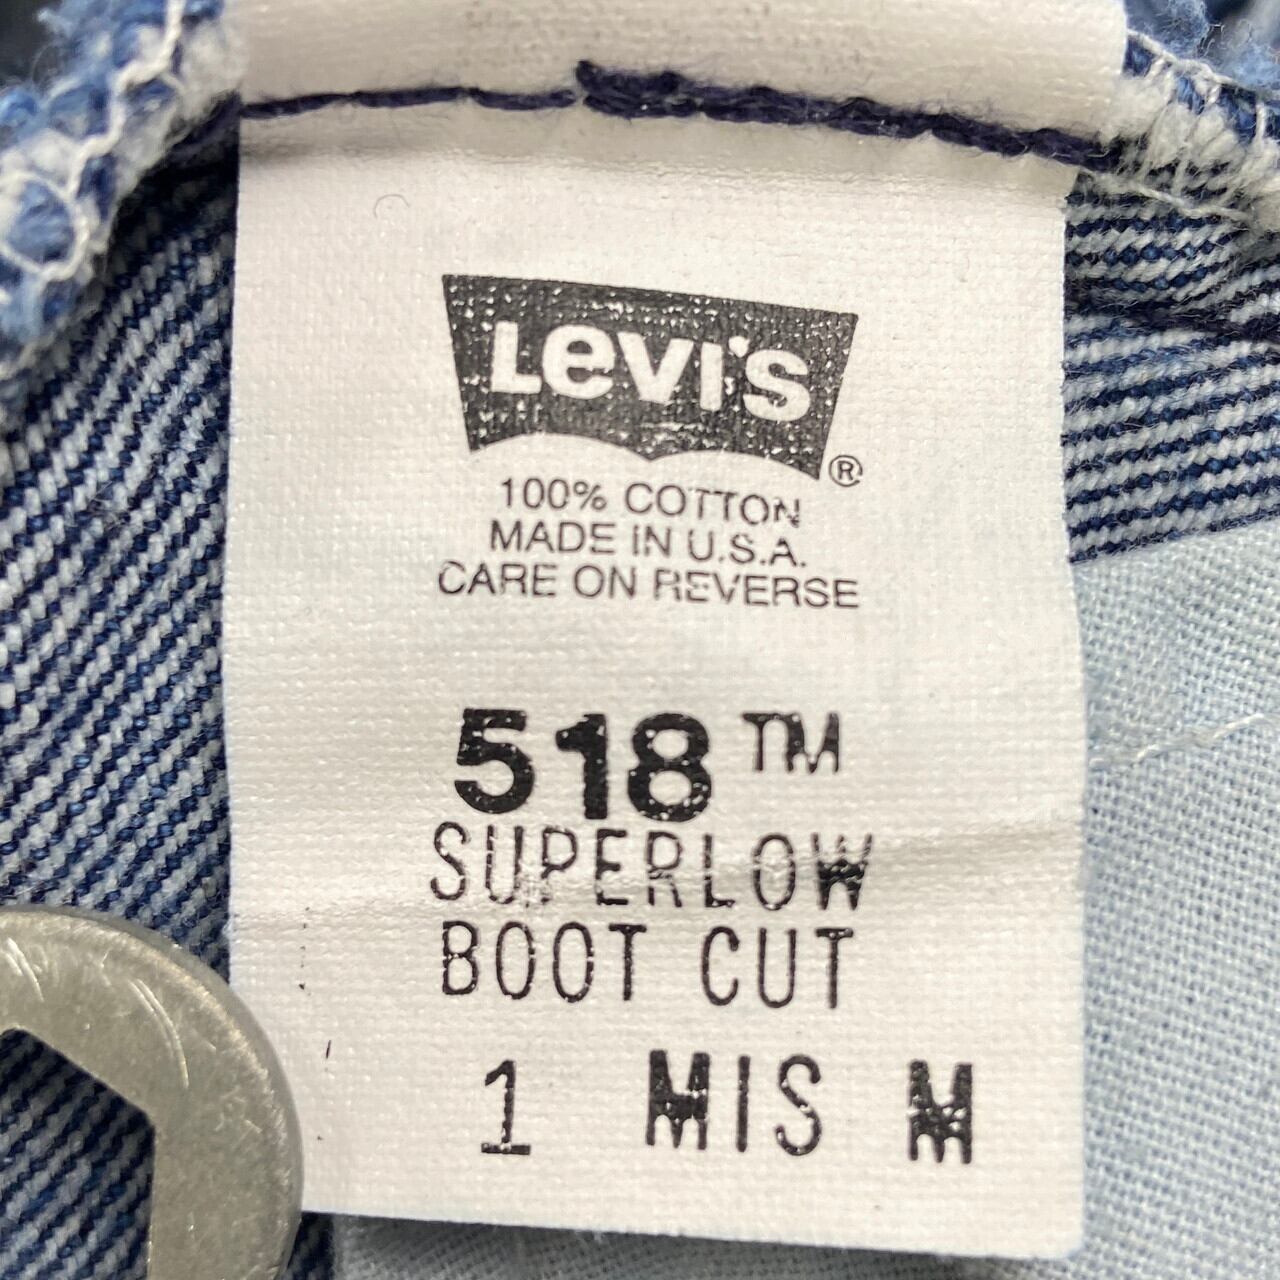 Levi's ®
100% COTTON
MADE IN U.S.A.
CARE ON REVERSE
518™
SUPERLOW
BOOT CUT
1 MIS M